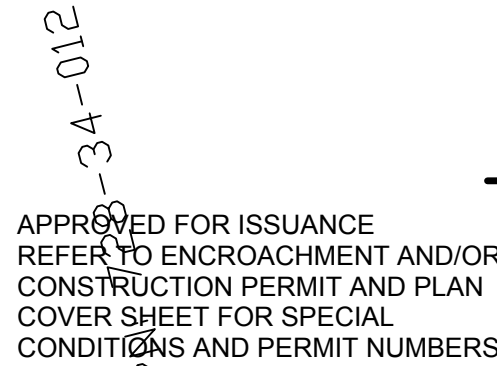 728-34-012
APPROVED FOR ISSUANCE
REFER TO ENCROACHMENT AND/OR
CONSTRUCTION PERMIT AND PLAN
COVER SHEET FOR SPECIAL
CONDITIONS AND PERMIT NUMBERS